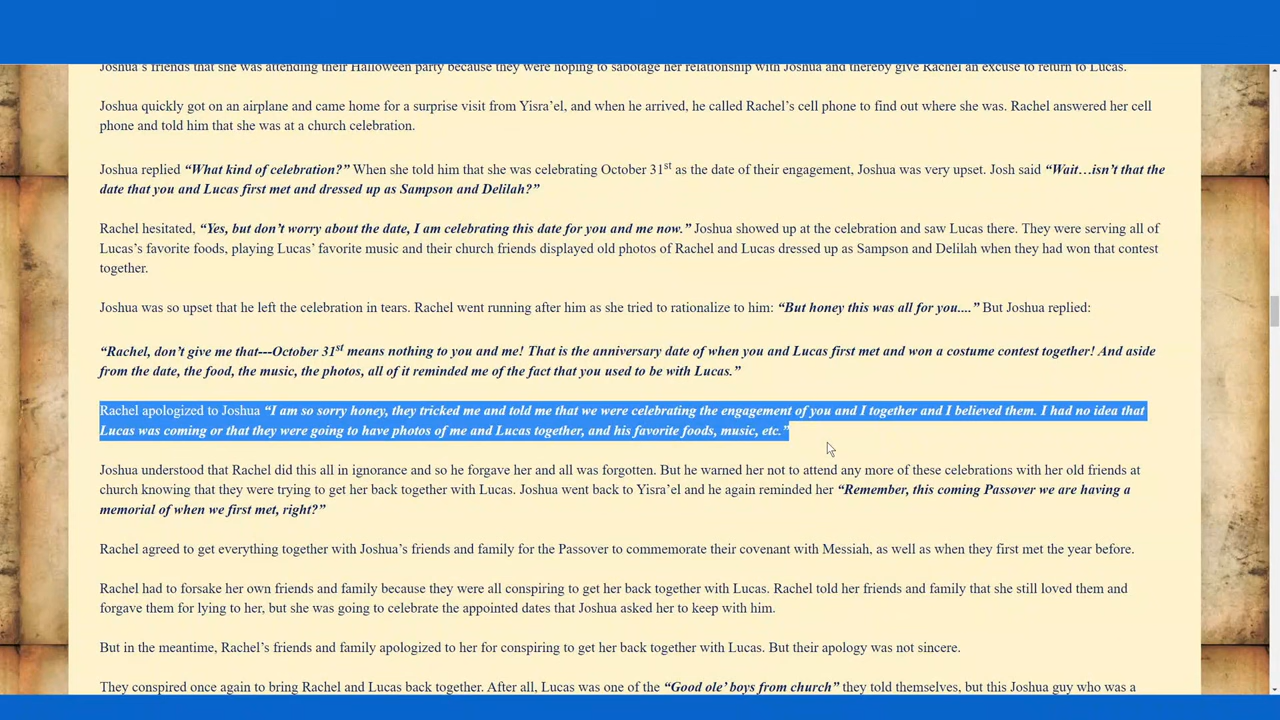 Joshua's friends that she was attending their Halloween party because they were hoping to sabotage her relationship with Joshua and thereby give Rachel an excuse to return to Lucas.
Joshua quickly got on an airplane and came home for a surprise visit from Yisra'el, and when he arrived, he called Rachel's cell phone to find out where she was. Rachel answered her cell
phone and told him that she was at a church celebration.
Joshua replied “What kind of celebration?” When she told him that she was celebrating October 31st as the date of their engagement, Joshua was very upset. Josh said “Wait…isn't that the
date that you and Lucas first met and dressed up as Sampson and Delilah?”
Rachel hesitated, “Yes, but don't worry about the date, I am celebrating this date for you and me now.” Joshua showed up at the celebration and saw Lucas there. They were serving all of
Lucas's favorite foods, playing Lucas' favorite music and their church friends displayed old photos of Rachel and Lucas dressed up as Sampson and Delilah when they had won that contest
together.
Joshua was so upset that he left the celebration in tears. Rachel went running after him as she tried to rationalize to him: “But honey this was all for you....” But Joshua replied:
“Rachel, don't give me that---October 31st means nothing to you and me! That is the anniversary date of when you and Lucas first met and won a costume contest together! And aside
from the date, the food, the music, the photos, all of it reminded me of the fact that you used to be with Lucas.”
Rachel apologized to Joshua “I am so sorry honey, they tricked me and told me that we were celebrating the engagement of you and I together and I believed them. I had no idea that
Lucas was coming or that they were going to have photos of me and Lucas together, and his favorite foods, music, etc.”
Joshua understood that Rachel did this all in ignorance and so he forgave her and all was forgotten. But he warned her not to attend any more of these celebrations with her old friends at
church knowing that they were trying to get her back together with Lucas. Joshua went back to Yisra'el and he again reminded her “Remember, this coming Passover we are having a
memorial of when we first met, right?”
Rachel agreed to get everything together with Joshua's friends and family for the Passover to commemorate their covenant with Messiah, as well as when they first met the year before.
Rachel had to forsake her own friends and family because they were all conspiring to get her back together with Lucas. Rachel told her friends and family that she still loved them and
forgave them for lying to her, but she was going to celebrate the appointed dates that Joshua asked her to keep with him.
But in the meantime, Rachel's friends and family apologized to her for conspiring to get her back together with Lucas. But their apology was not sincere.
They conspired once again to bring Rachel and Lucas back together. After all, Lucas was one of the “Good ole' boys from church” they told themselves, but this Joshua guy who was a